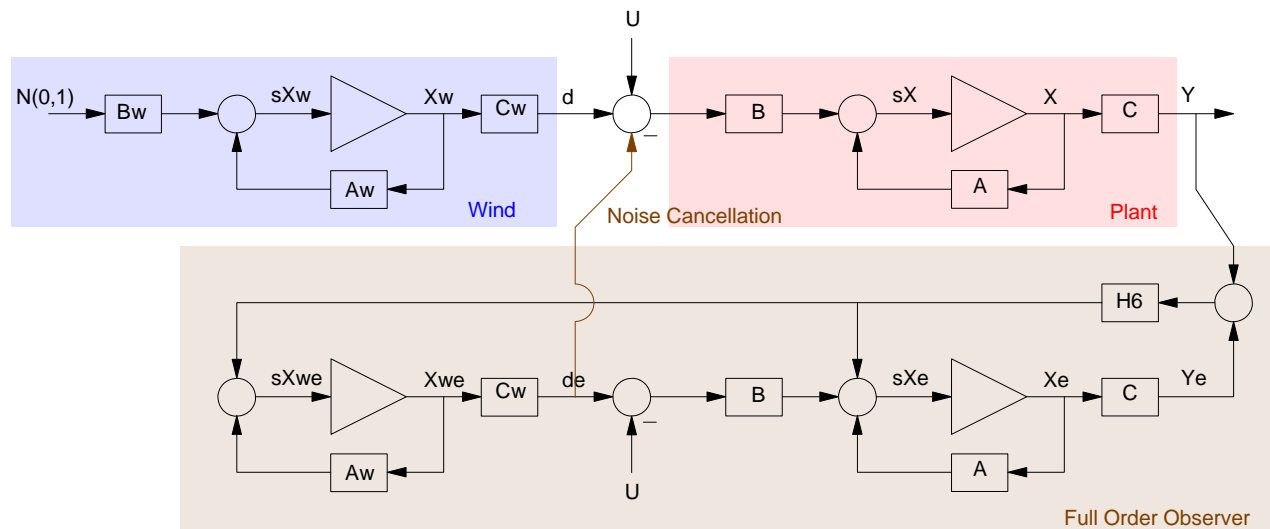 U
N(0,1)
Bw
sXw
Xw
Cw
d
B
sX
X
C
Y
Aw
A
Wind
Noise Cancellation
Plant
H6
sXwe
Xwe
Cw
de
B
sXe
Xe
C
Ye
Aw
U
A
Full Order Observer